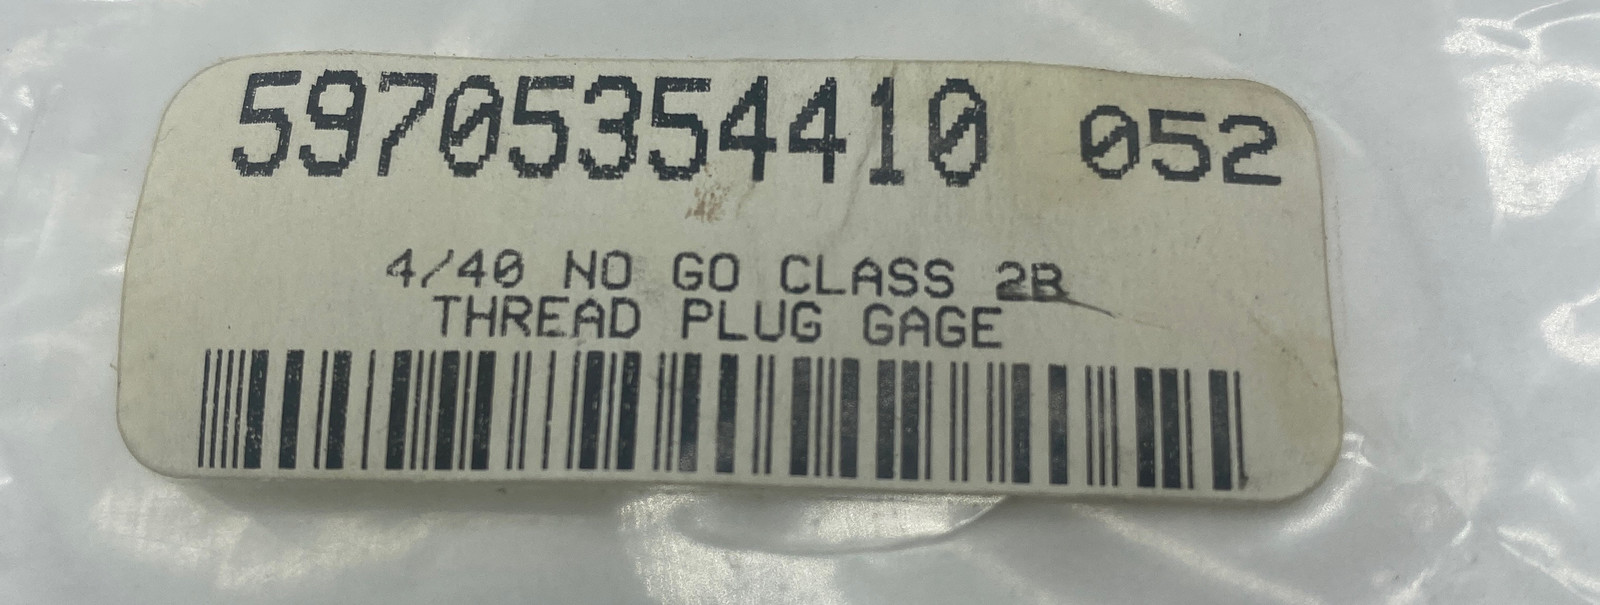 59705354410 052
4/40 NO GO CLASS 2B
THREAD PLUG GAGE